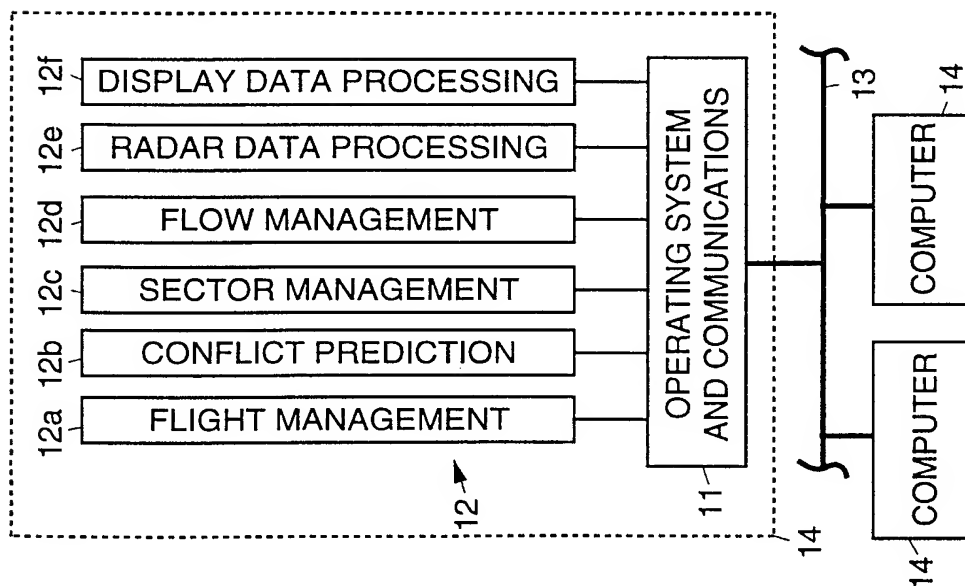 12f
DISPLAY DATA PROCESSING
12e
RADAR DATA PROCESSING
12d
FLOW MANAGEMENT
12c
SECTOR MANAGEMENT
12b
CONFLICT PREDICTION
12a
FLIGHT MANAGEMENT
12
OPERATING SYSTEM
AND COMMUNICATIONS
11
14
13
COMPUTER
14
COMPUTER
14